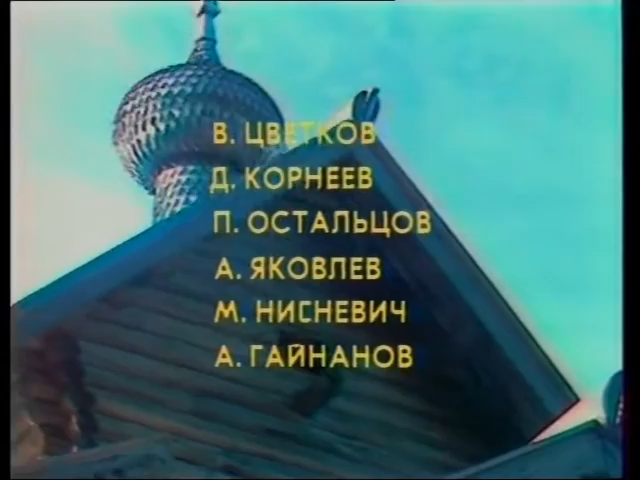 В. ЦВЕТКОВ
Д. КОРНЕЕВ
П. ОСТАЛЬЦОВ
А. ЯКОВЛЕВ
М. НИСНЕВИЧ
А. ГАЙНАНОВ